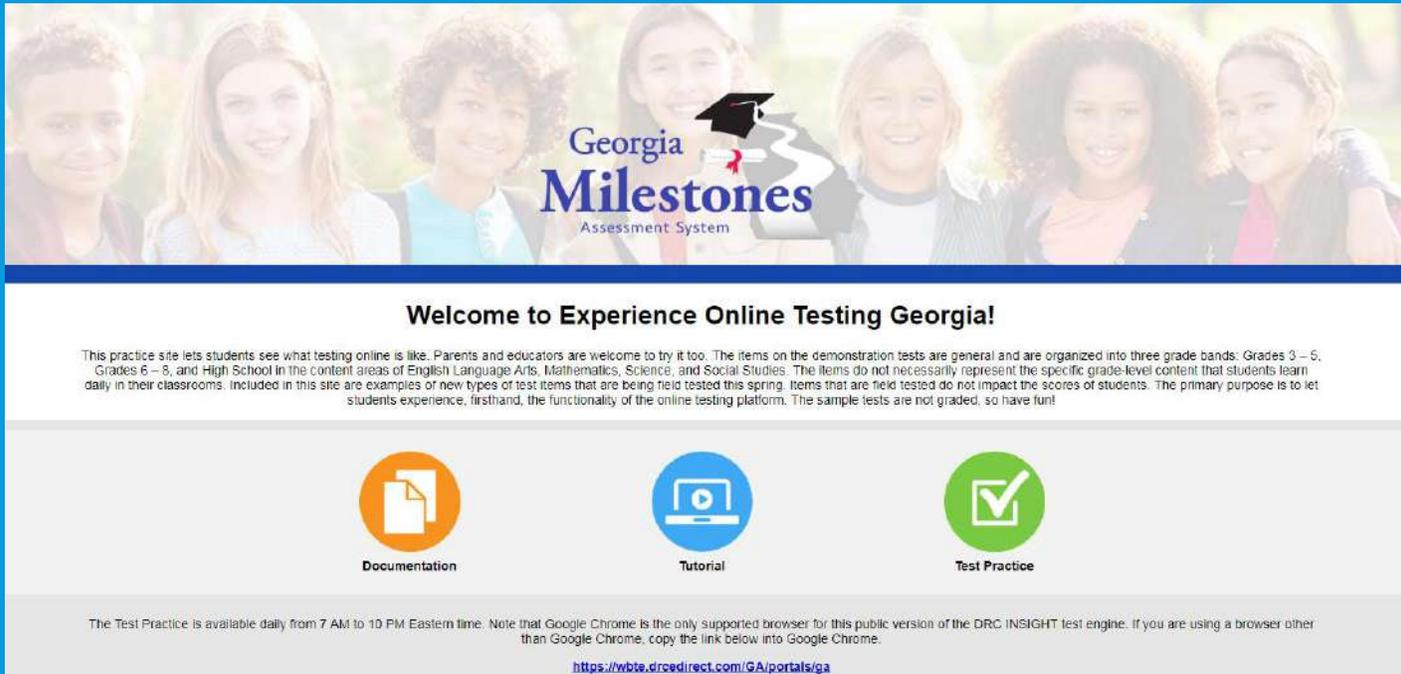 Georgia
Milestones
Assessment System
Welcome to Experience Online Testing Georgia!
This practice site lets students see what testing online is like. Parents and educators are welcome to try it too. The items on the demonstration tests are general and are organized into three grade bands: Grades 3 – 5,
Grades 6 – 8, and High School in the content areas of English Language Arts, Mathematics, Science, and Social Studies. The items do not necessarily represent the specific grade-level content that students learn
daily in their classrooms. Included in this site are examples of new types of test items that are being field tested this spring. Items that are field tested do not impact the scores of students. The primary purpose is to let
students experience, firsthand, the functionality of the online testing platform. The sample tests are not graded, so have fun!
Documentation
Tutorial
Test Practice
The Test Practice is available daily from 7 AM to 10 PM Eastern time. Note that Google Chrome is the only supported browser for this public version of the DRC INSIGHT test engine. If you are using a browser other
than Google Chrome, copy the link below into Google Chrome.
https://wbte.drcedirect.com/GA/portals/ga